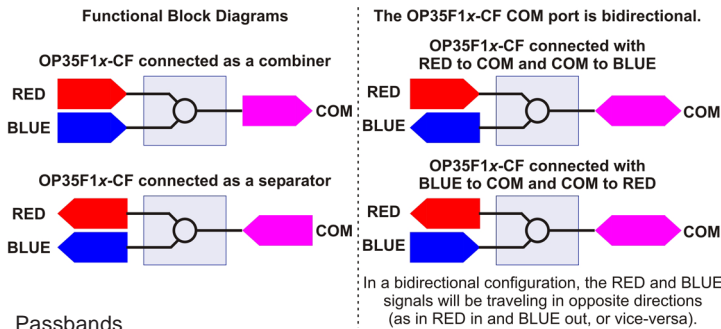 Functional Block Diagrams
OP35F1x-CF connected as a combiner
RED
BLUE
COM
OP35F1x-CF connected as a separator
RED
BLUE
COM
Passbands
The OP35F1x-CF COM port is bidirectional.
OP35F1x-CF connected with
RED to COM and COM to BLUE
RED
BLUE
COM
OP35F1x-CF connected with
BLUE to COM and COM to RED
RED
BLUE
COM
In a bidirectional configuration, the RED and BLUE
signals will be traveling in opposite directions
(as in RED in and BLUE out, or vice-versa).